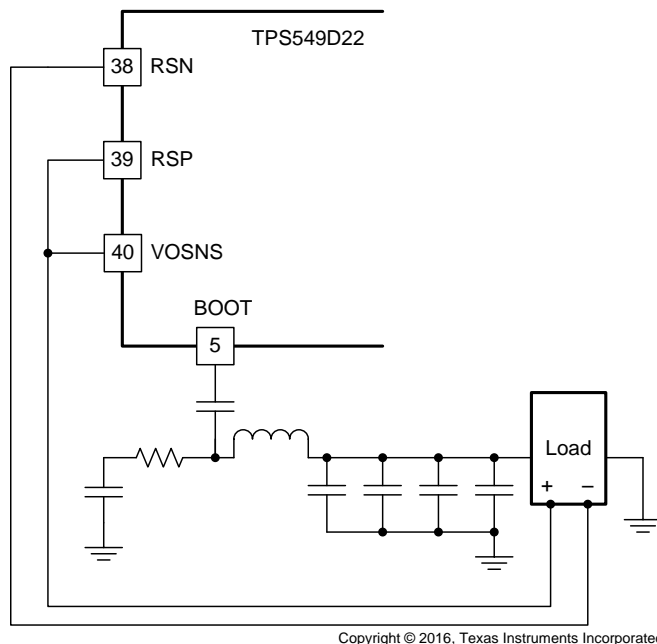 TPS549D22
38 RSN
39 RSP
40 VOSNS
BOOT
5
Load
+ −
Copyright © 2016, Texas Instruments Incorporated